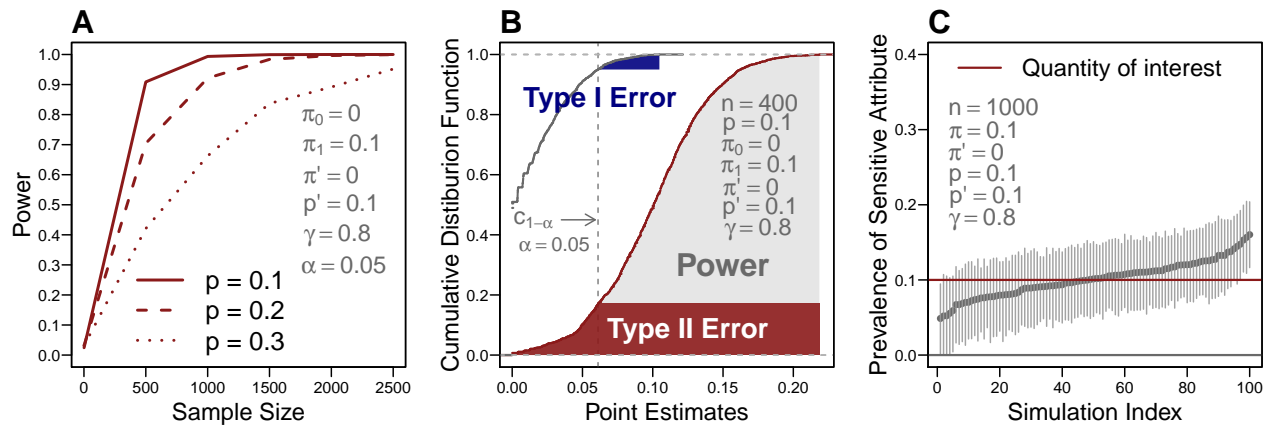 A
Power
1.0
0.9
0.8
0.7
0.6
0.5
0.4
0.3
0.2
0.1
0.0
π₀ = 0
π₁ = 0.1
π' = 0
p' = 0.1
γ = 0.8
α = 0.05
p = 0.1
p = 0.2
p = 0.3
0 500 1000 1500 2000 2500
Sample Size
B
Cumulative Distiburion Function
1.0
0.8
0.6
0.4
0.2
0.0
Type I Error
n = 400
p = 0.1
π₀ = 0
π₁ = 0.1
π' = 0
p' = 0.1
γ = 0.8
c₁₋α
α = 0.05
Power
Type II Error
0.00 0.05 0.10 0.15 0.20
Point Estimates
C
Prevalence of Sensitive Attribute
0.4
0.3
0.2
0.1
0.0
Quantity of interest
n = 1000
π = 0.1
π' = 0
p = 0.1
p' = 0.1
γ = 0.8
0 20 40 60 80 100
Simulation Index